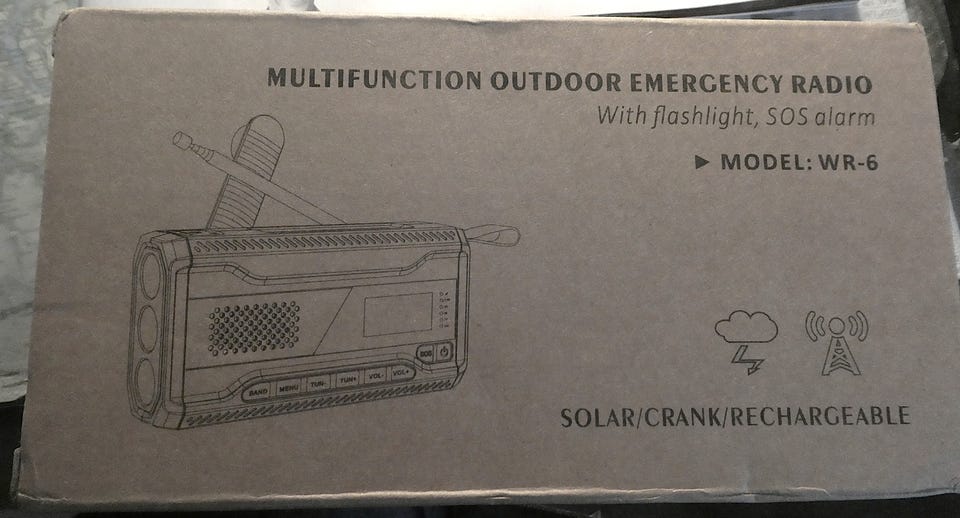 MULTIFUNCTION OUTDOOR EMERGENCY RADIO
With flashlight, SOS alarm
► MODEL: WR-6
SOS
BAND MENU TUN- TUN+ VOL- VOL+
SOLAR/CRANK/RECHARGEABLE